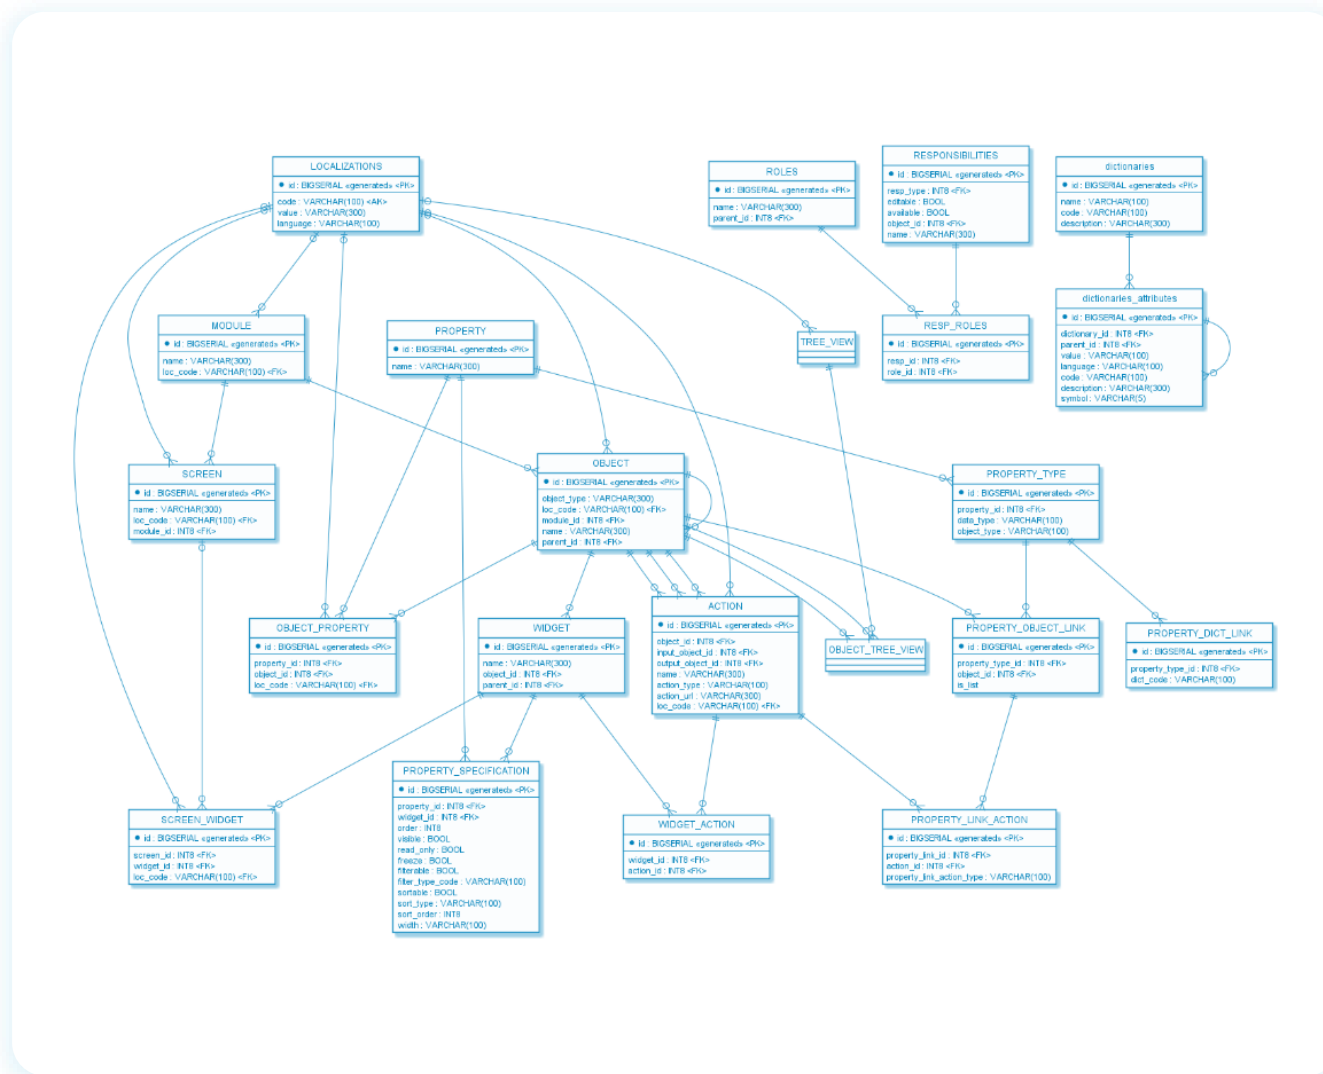 LOCALIZATIONS
id : BIGSERIAL «generated» <PK>
code : VARCHAR(100) <AK>
value : VARCHAR(300)
language : VARCHAR(100)
ROLES
id : BIGSERIAL «generated» <PK>
name : VARCHAR(300)
parent_id : INT8 <FK>
RESPONSIBILITIES
id : BIGSERIAL «generated» <PK>
resp_type : INT8 <FK>
editable : BOOL
available : BOOL
object_id : INT8 <FK>
name : VARCHAR(300)
dictionaries
id : BIGSERIAL «generated» <PK>
name : VARCHAR(100)
code : VARCHAR(100)
description : VARCHAR(300)
MODULE
id : BIGSERIAL «generated» <PK>
name : VARCHAR(300)
loc_code : VARCHAR(100) <FK>
PROPERTY
id : BIGSERIAL «generated» <PK>
name : VARCHAR(300)
TREE_VIEW
RESP_ROLES
id : BIGSERIAL «generated» <PK>
resp_id : INT8 <FK>
role_id : INT8 <FK>
dictionaries_attributes
id : BIGSERIAL «generated» <PK>
dictionary_id : INT8 <FK>
parent_id : INT8 <FK>
value : VARCHAR(100)
language : VARCHAR(100)
code : VARCHAR(100)
description : VARCHAR(300)
symbol : VARCHAR(5)
SCREEN
id : BIGSERIAL «generated» <PK>
name : VARCHAR(300)
loc_code : VARCHAR(100) <FK>
module_id : INT8 <FK>
OBJECT
id : BIGSERIAL «generated» <PK>
object_type : VARCHAR(300)
loc_code : VARCHAR(100) <FK>
module_id : INT8 <FK>
name : VARCHAR(300)
parent_id : INT8 <FK>
PROPERTY_TYPE
id : BIGSERIAL «generated» <PK>
property_id : INT8 <FK>
data_type : VARCHAR(100)
object_type : VARCHAR(100)
OBJECT_PROPERTY
id : BIGSERIAL «generated» <PK>
property_id : INT8 <FK>
object_id : INT8 <FK>
loc_code : VARCHAR(100) <FK>
WIDGET
id : BIGSERIAL «generated» <PK>
name : VARCHAR(300)
object_id : INT8 <FK>
parent_id : INT8 <FK>
ACTION
id : BIGSERIAL «generated» <PK>
object_id : INT8 <FK>
input_object_id : INT8 <FK>
output_object_id : INT8 <FK>
name : VARCHAR(300)
action_type : VARCHAR(100)
action_url : VARCHAR(300)
loc_code : VARCHAR(100) <FK>
OBJECT_TREE_VIEW
PROPERTY_OBJECT_LINK
id : BIGSERIAL «generated» <PK>
property_type_id : INT8 <FK>
object_id : INT8 <FK>
is_list
PROPERTY_DICT_LINK
id : BIGSERIAL «generated» <PK>
property_type_id : INT8 <FK>
dict_code : VARCHAR(100)
SCREEN_WIDGET
id : BIGSERIAL «generated» <PK>
screen_id : INT8 <FK>
widget_id : INT8 <FK>
loc_code : VARCHAR(100) <FK>
PROPERTY_SPECIFICATION
id : BIGSERIAL «generated» <PK>
property_id : INT8 <FK>
widget_id : INT8 <FK>
order : INT8
visible : BOOL
read_only : BOOL
freeze : BOOL
filterable : BOOL
filter_type_code : VARCHAR(100)
sortable : BOOL
sort_type : VARCHAR(100)
sort_order : INT8
width : VARCHAR(100)
WIDGET_ACTION
id : BIGSERIAL «generated» <PK>
widget_id : INT8 <FK>
action_id : INT8 <FK>
PROPERTY_LINK_ACTION
id : BIGSERIAL «generated» <PK>
property_link_id : INT8 <FK>
action_id : INT8 <FK>
property_link_action_type : VARCHAR(100)